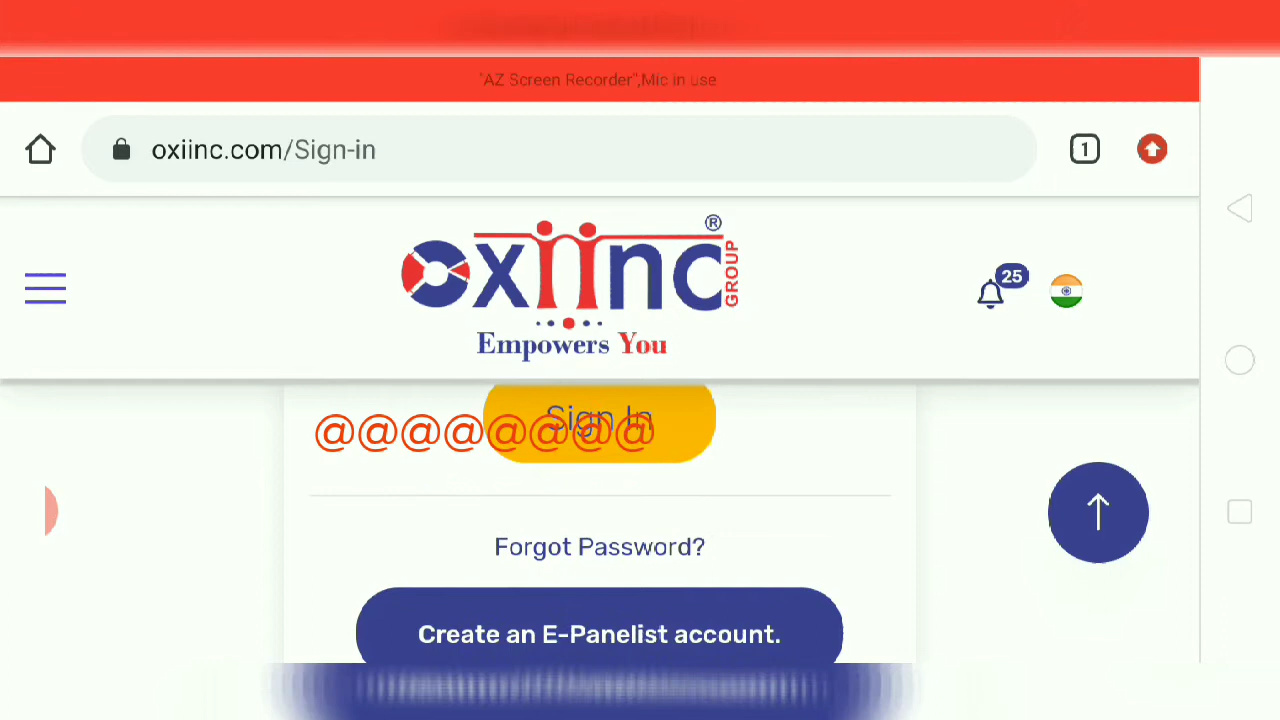 "AZ Screen Recorder",Mic in use
oxiinc.com/Sign-in
1
®
oxiinc
GROUP
Empowers You
25
Sign In
@@@@@@@@
Forgot Password?
Create an E-Panelist account.